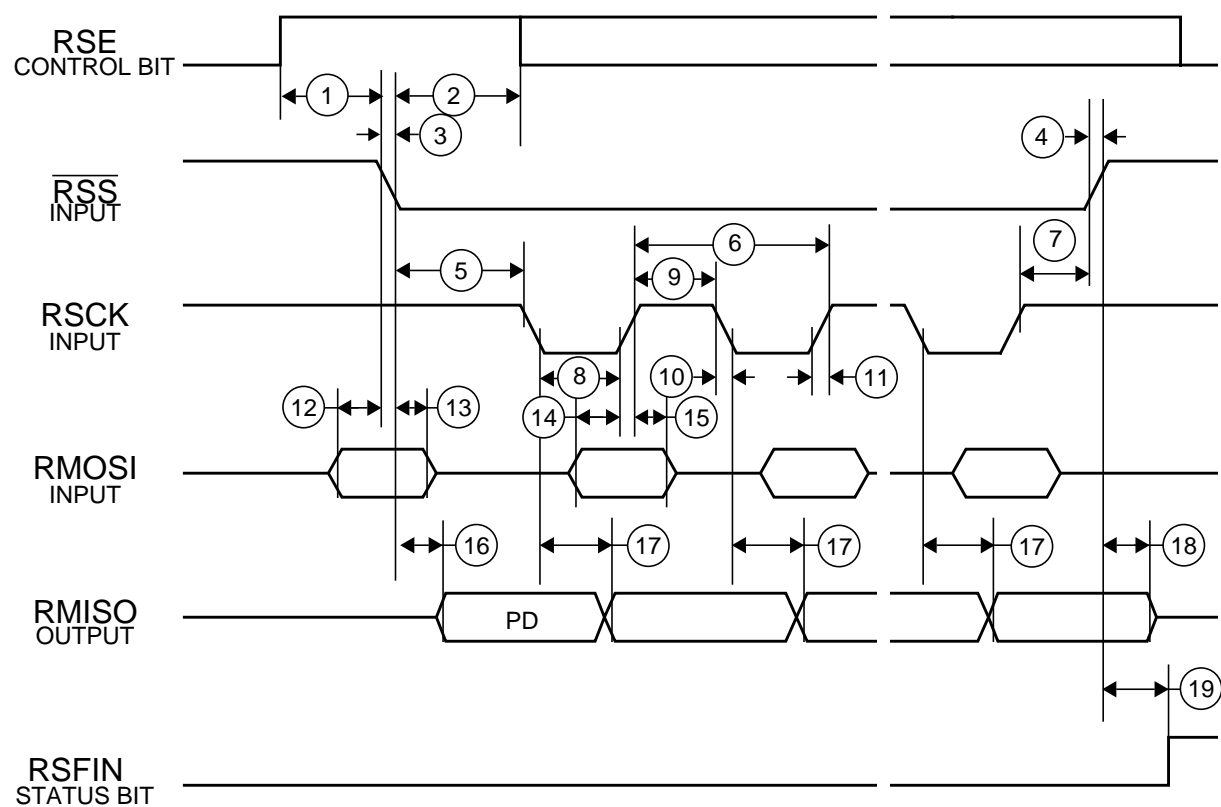 RSE
CONTROL BIT
1
2
3
4
RSS
INPUT
5
6
7
9
RSCK
INPUT
8
10
11
12
13
14
15
RMOSI
INPUT
16
17
17
17
18
RMISO
OUTPUT
PD
19
RSFIN
STATUS BIT